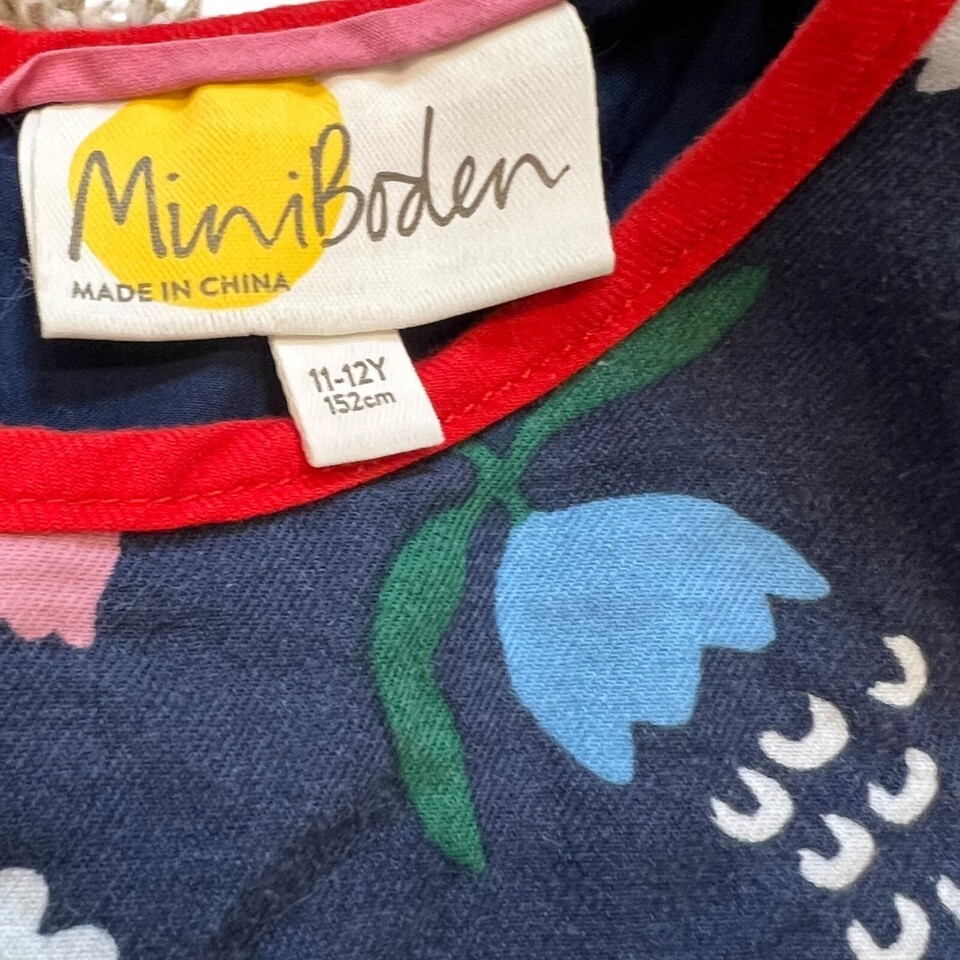 MiniBoden
MADE IN CHINA
11-12Y
152cm